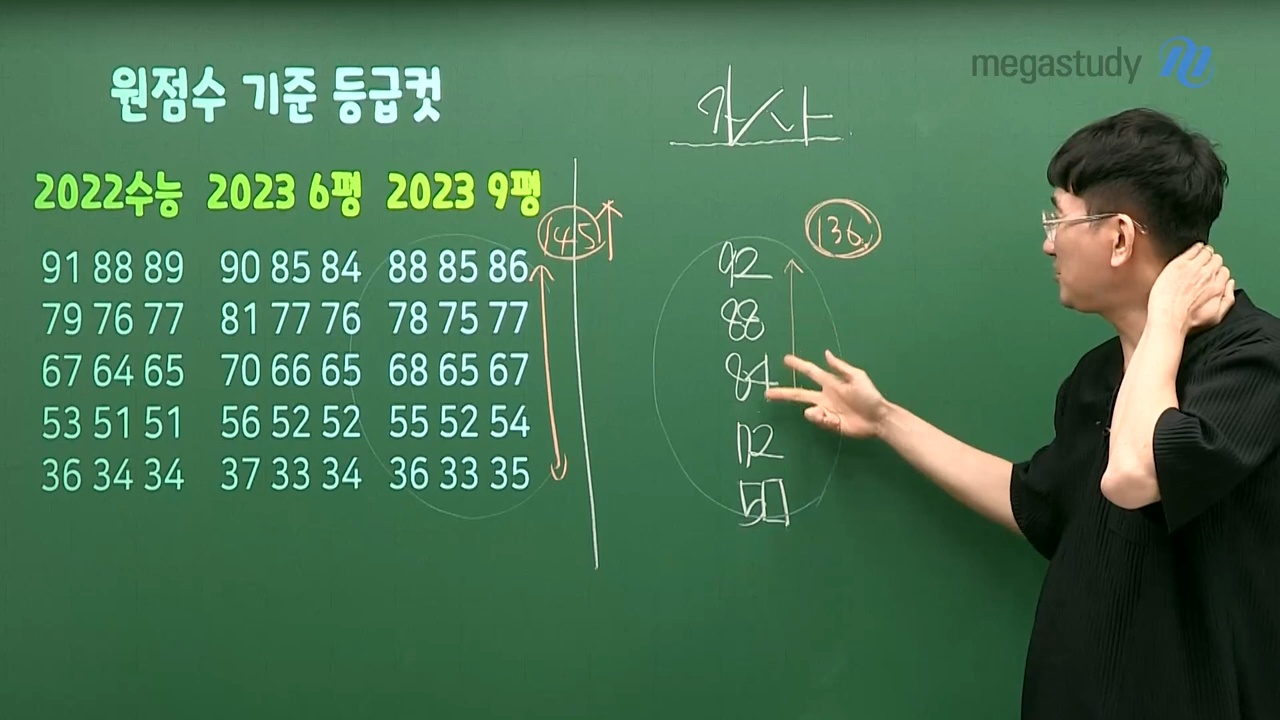 megastudy
원점수 기준 등급컷
2022수능 2023 6평 2023 9평
91 88 89 90 85 84 88 85 86
79 76 77 81 77 76 78 75 77
67 64 65 70 66 65 68 65 67
53 51 51 56 52 52 55 52 54
36 34 34 37 33 34 36 33 35
145
136
92
88
84
72
50